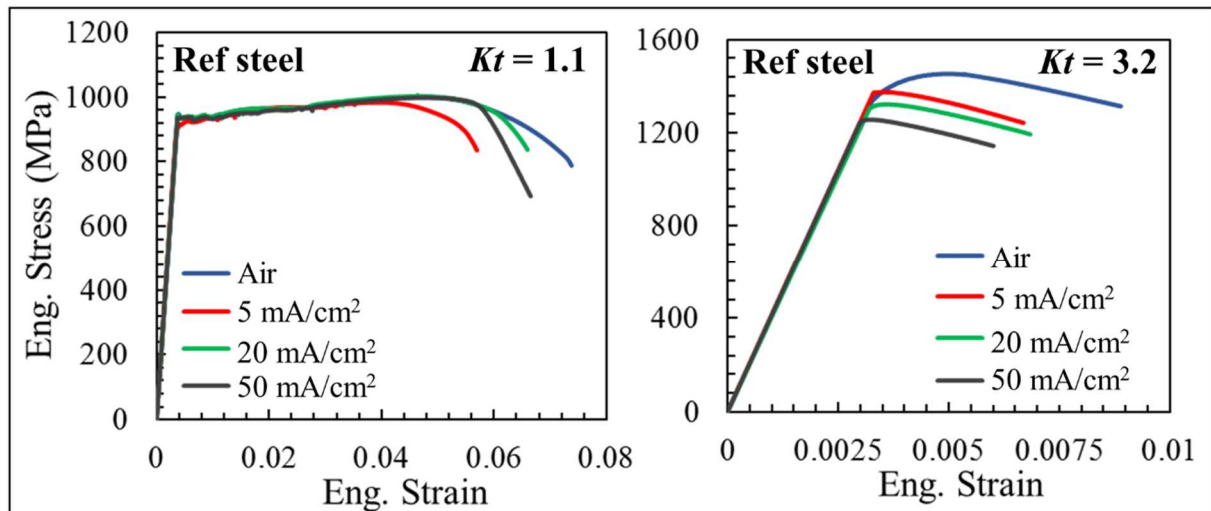 Ref steel
Kt = 1.1
1200
1000
800
600
400
200
0
Eng. Stress (MPa)
Air
5 mA/cm²
20 mA/cm²
50 mA/cm²
0 0.02 0.04 0.06 0.08
Eng. Strain
Ref steel
Kt = 3.2
1600
1200
800
400
0
Air
5 mA/cm²
20 mA/cm²
50 mA/cm²
0 0.0025 0.005 0.0075 0.01
Eng. Strain